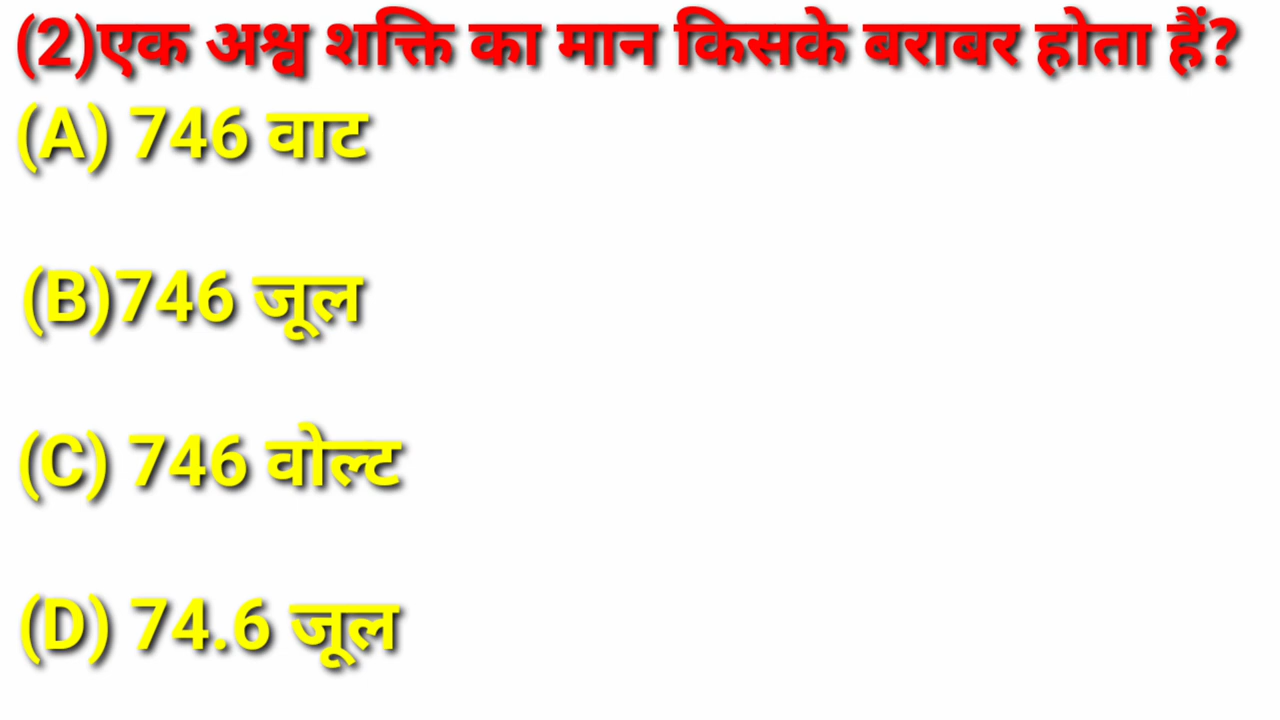 (2)एक अश्व शक्ति का मान किसके बराबर होता हैं?
(A) 746 वाट
(B)746 जूल
(C) 746 वोल्ट
(D) 74.6 जूल